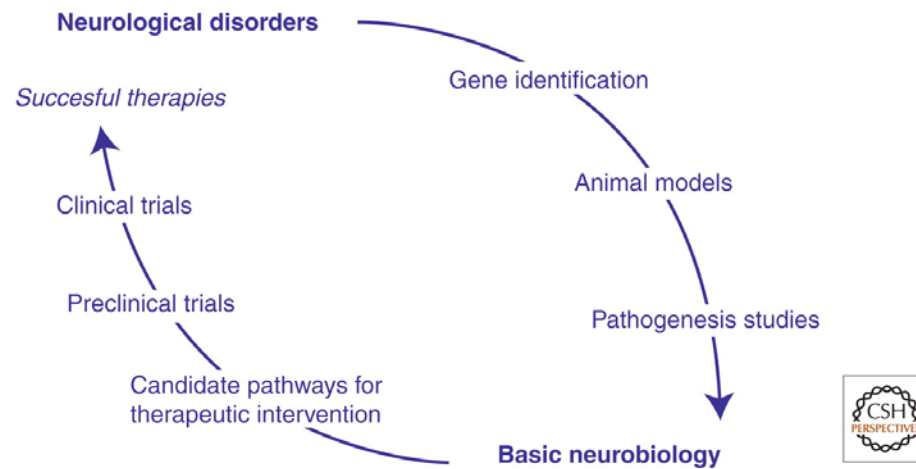 Neurological disorders
Gene identification
Animal models
Pathogenesis studies
Basic neurobiology
Candidate pathways for
therapeutic intervention
Preclinical trials
Clinical trials
Succesful therapies
CSH
PERSPECTIVE